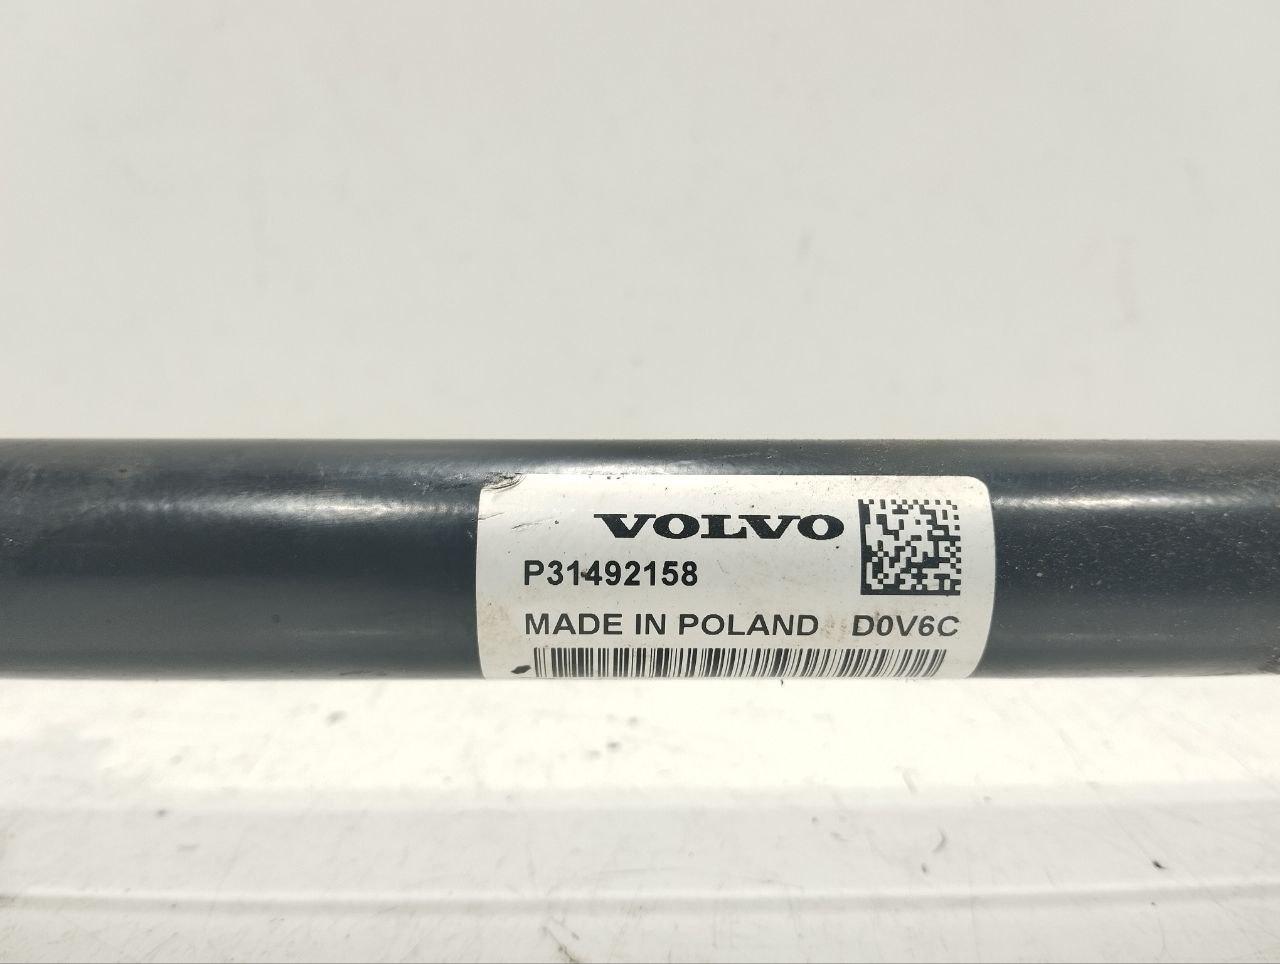 VOLVO
P31492158
MADE IN POLAND D0V6C